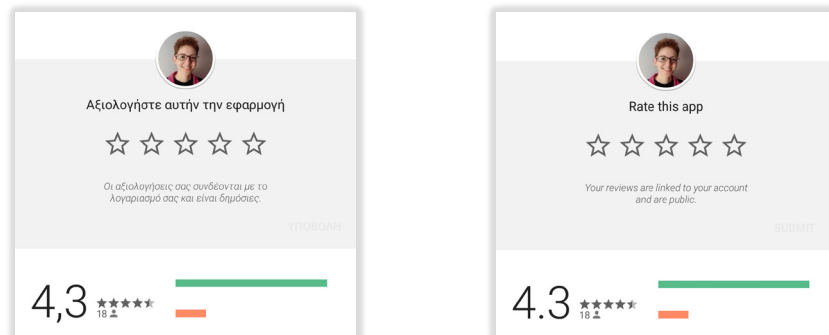 Αξιολογήστε αυτήν την εφαρμογή
Οι αξιολογήσεις σας συνδέονται με το
λογαριασμό σας και είναι δημόσιες.
ΥΠΟΒΟΛΗ
4,3
18
Rate this app
Your reviews are linked to your account
and are public.
SUBMIT
4.3
18